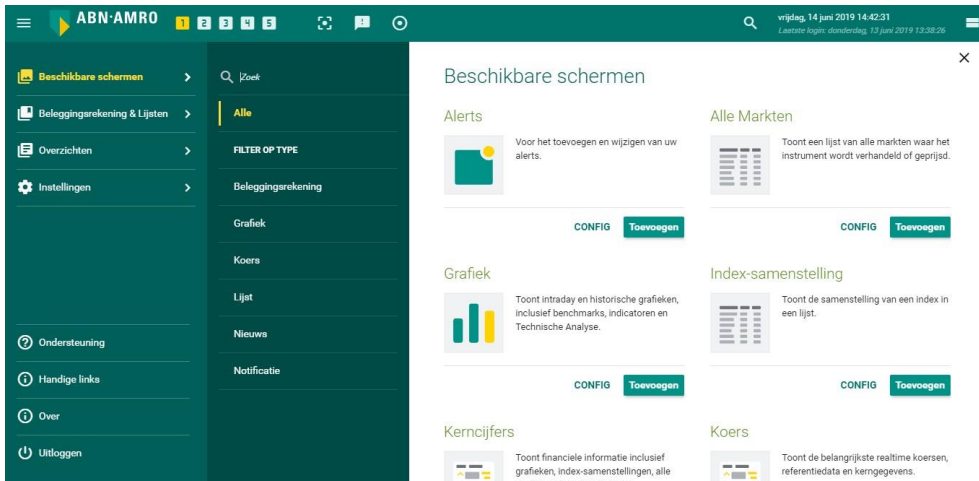 ABN·AMRO
1 2 3 4 5
vrijdag, 14 juni 2019 14:42:31
Laatste login: donderdag, 13 juni 2019 13:38:26
Beschikbare schermen
Beleggingsrekening & Lijsten
Overzichten
Instellingen
Ondersteuning
Handige links
Over
Uitloggen
Zoek
Alle
FILTER OP TYPE
Beleggingsrekening
Grafiek
Koers
Lijst
Nieuws
Notificatie
Beschikbare schermen
Alerts
Voor het toevoegen en wijzigen van uw
alerts.
CONFIG Toevoegen
Alle Markten
Toont een lijst van alle markten waar het
instrument wordt verhandeld of geprijsd.
CONFIG Toevoegen
Grafiek
Toont intraday en historische grafieken,
inclusief benchmarks, indicatoren en
Technische Analyse.
CONFIG Toevoegen
Index-samenstelling
Toont de samenstelling van een index in
een lijst.
CONFIG Toevoegen
Kerncijfers
Toont financiele informatie inclusief
grafieken, index-samenstellingen, alle
Koers
Toont de belangrijkste realtime koersen,
referentiedata en kerngegevens.